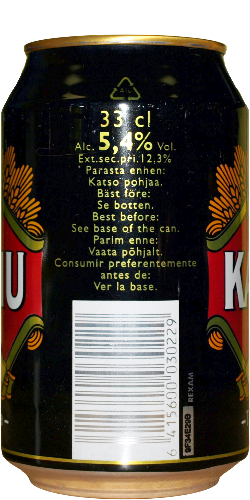 33 cl
Alc. 5,4% Vol.
Ext.sec.pri.12,3%
Parasta ennen:
Katso pohjaa.
Bäst före:
Se botten.
Best before:
See base of the can.
Parim enne:
Vaata põhjalt.
Consumir preferentemente
antes de:
Ver la base.
6 415600 030229
REXAM